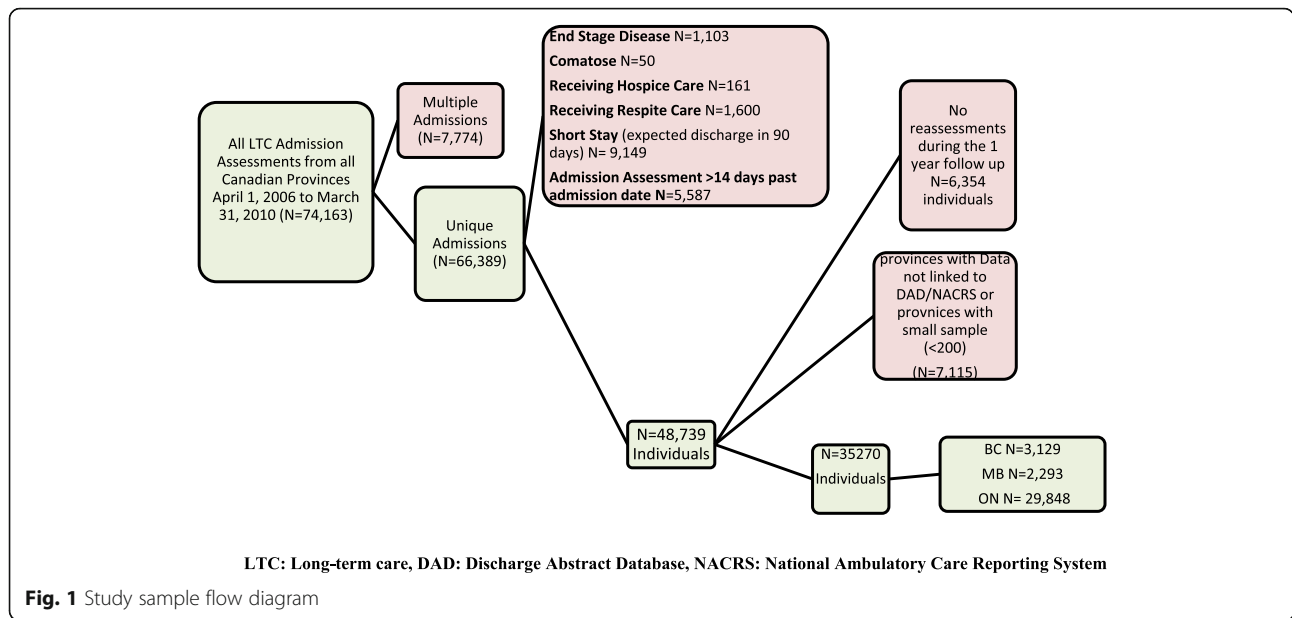 All LTC Admission
Assessments from all
Canadian Provinces
April 1, 2006 to March
31, 2010 (N=74,163)
Multiple
Admissions
(N=7,774)
Unique
Admissions
(N=66,389)
End Stage Disease N=1,103
Comatose N=50
Receiving Hospice Care N=161
Receiving Respite Care N=1,600
Short Stay (expected discharge in 90
days) N= 9,149
Admission Assessment >14 days past
admission date N=5,587
N=48,739
Individuals
No
reassessments
during the 1
year follow up
N=6,354
individuals
provinces with Data
not linked to
DAD/NACRS or
provnices with
small sample
(<200)
(N=7,115)
N=35270
Individuals
BC N=3,129
MB N=2,293
ON N= 29,848
LTC: Long-term care, DAD: Discharge Abstract Database, NACRS: National Ambulatory Care Reporting System
Fig. 1 Study sample flow diagram